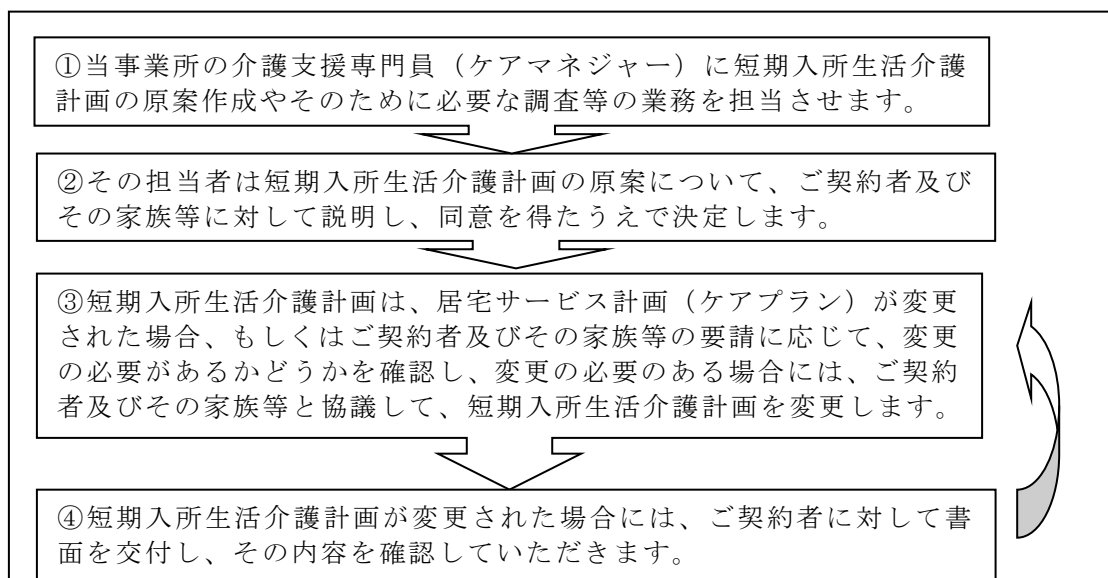 ①当事業所の介護支援専門員（ケアマネジャー）に短期入所生活介護
計画の原案作成やそのために必要な調査等の業務を担当させます。
②その担当者は短期入所生活介護計画の原案について、ご契約者及び
その家族等に対して説明し、同意を得たうえで決定します。
③短期入所生活介護計画は、居宅サービス計画（ケアプラン）が変更
された場合、もしくはご契約者及びその家族等の要請に応じて、変更
の必要があるかどうかを確認し、変更の必要のある場合には、ご契約
者及びその家族等と協議して、短期入所生活介護計画を変更します。
④短期入所生活介護計画が変更された場合には、ご契約者に対して書
面を交付し、その内容を確認していただきます。